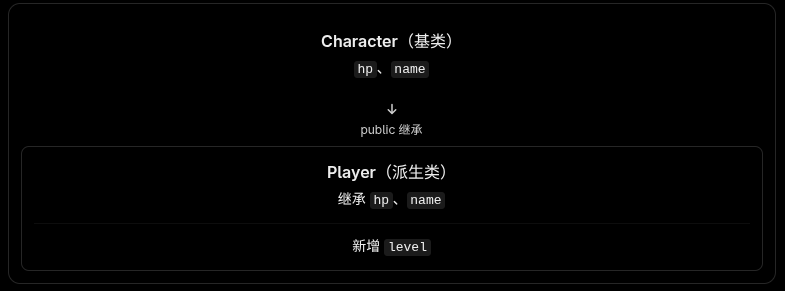 Character（基类）
hp、name
↓
public 继承
Player（派生类）
继承 hp、name
新增 level